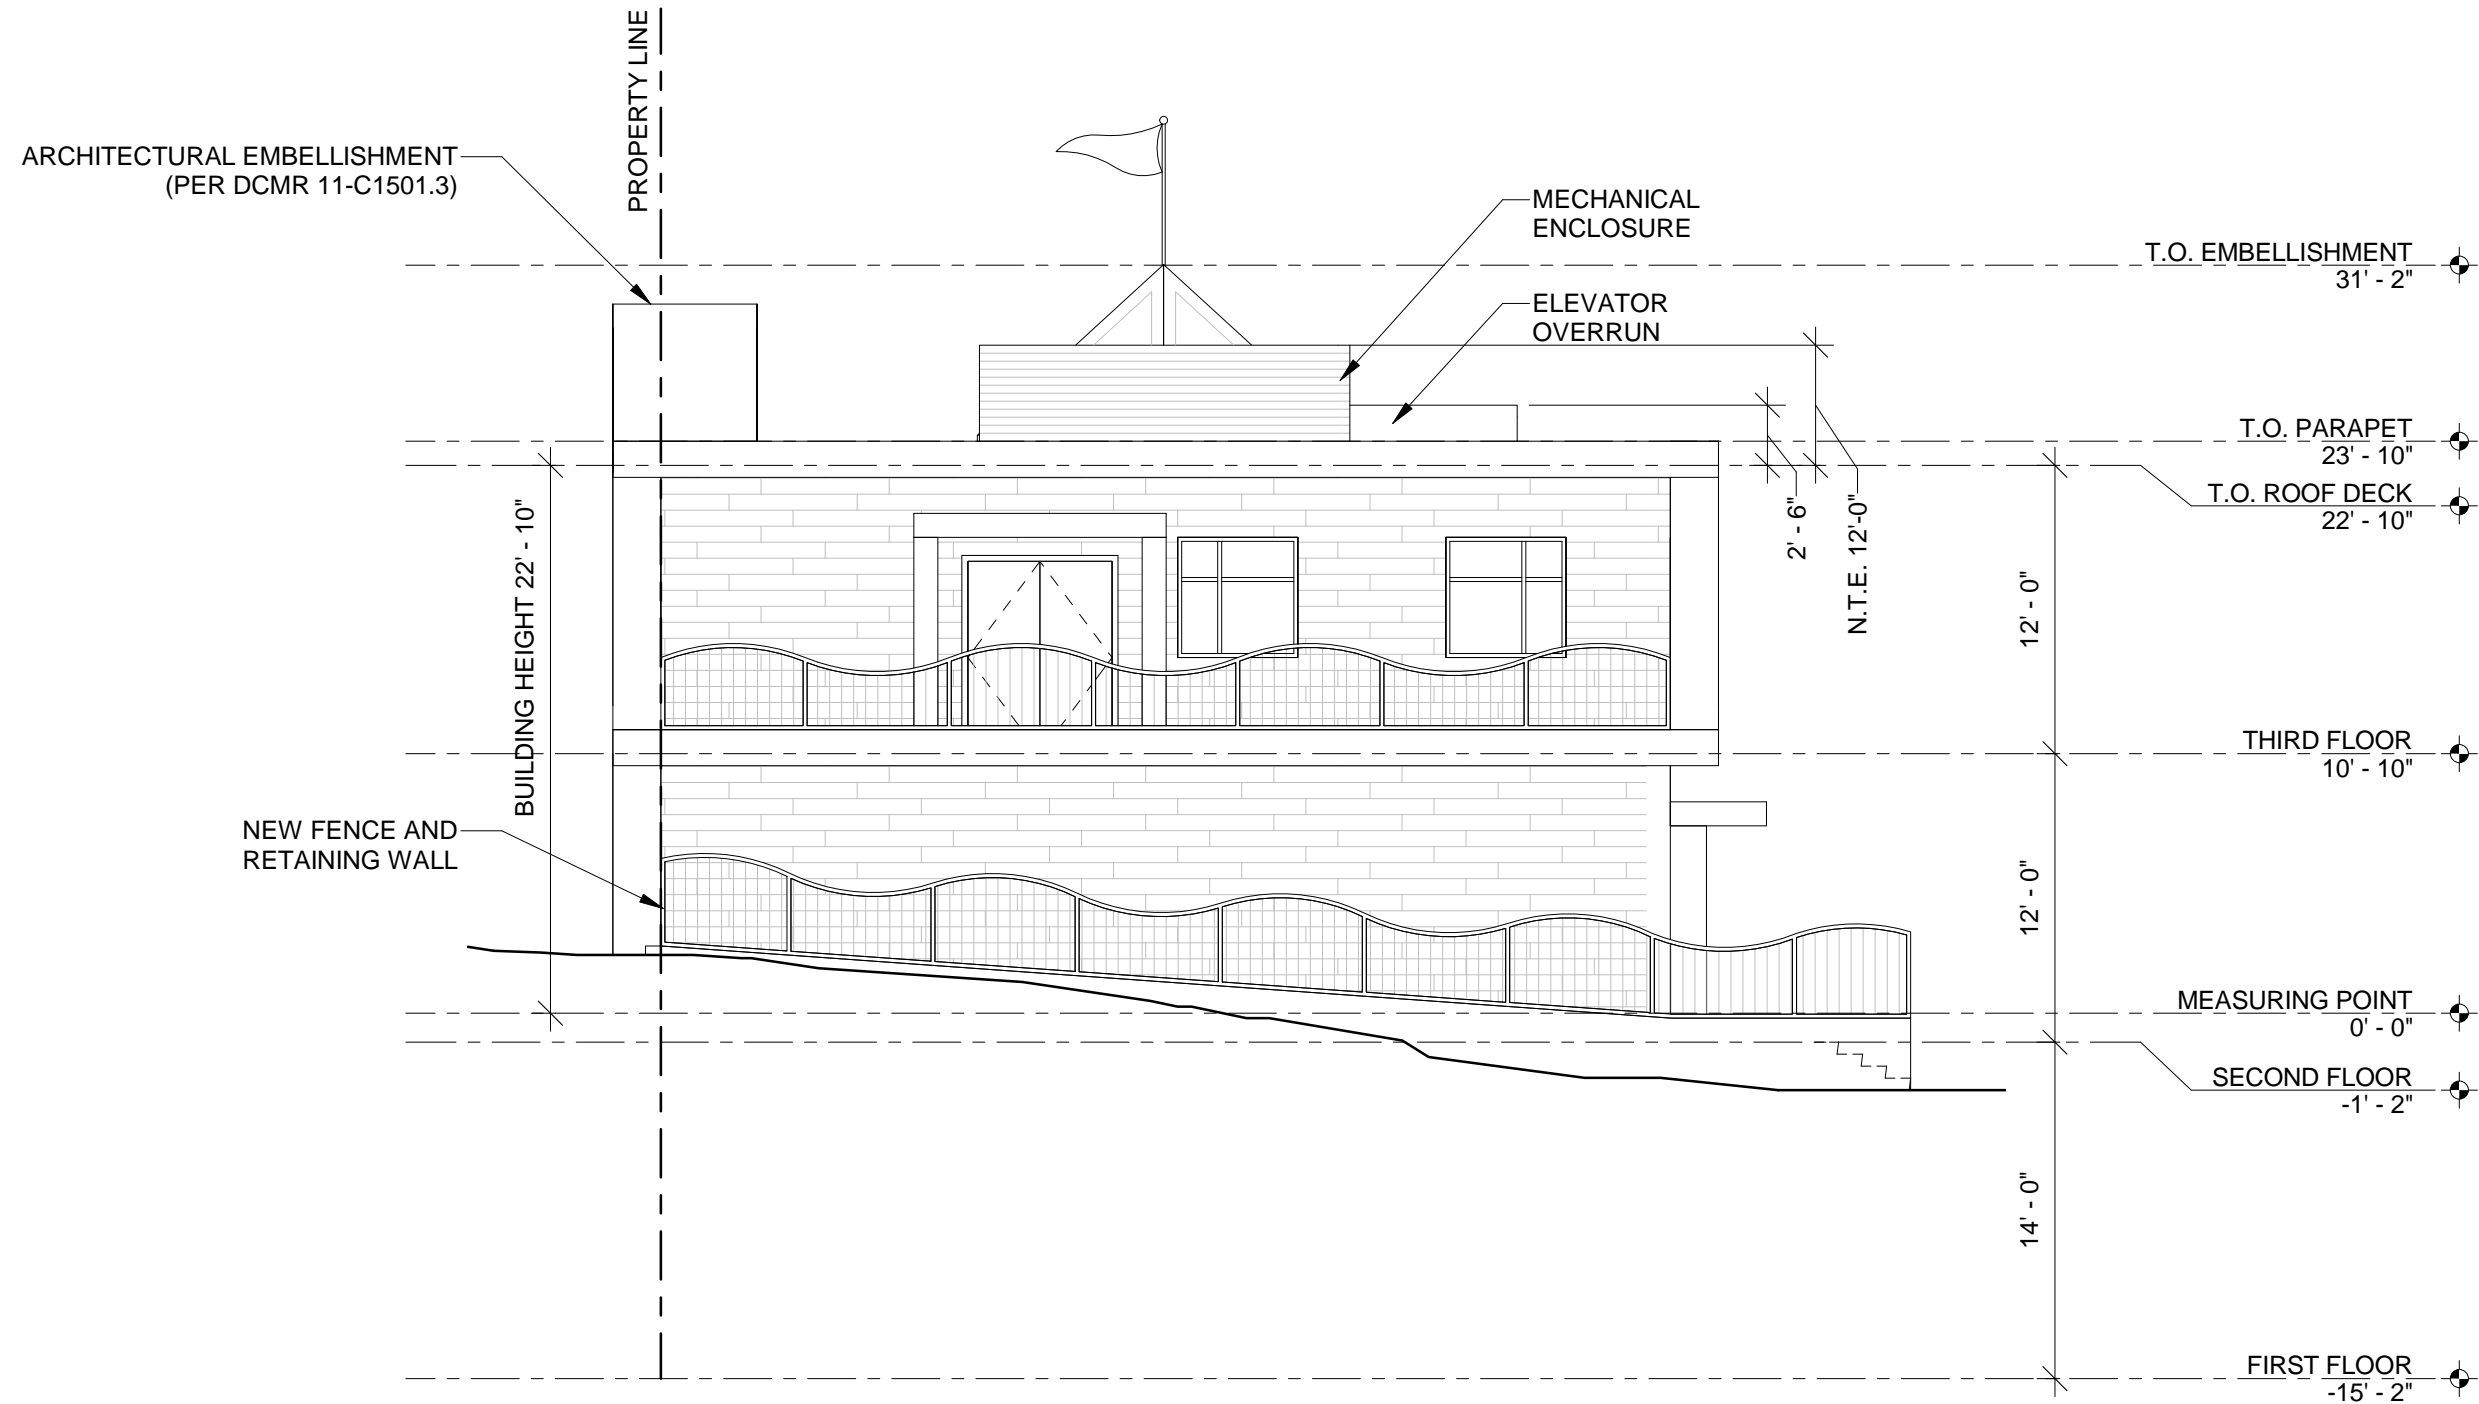 PROPERTY LINE
ARCHITECTURAL EMBELLISHMENT
(PER DCMR 11-C1501.3)
MECHANICAL
ENCLOSURE
ELEVATOR
OVERRUN
T.O. EMBELLISHMENT
31' - 2"
T.O. PARAPET
23' - 10"
T.O. ROOF DECK
22' - 10"
2' - 6"
N.T.E. 12'-0"
BUILDING HEIGHT 22' - 10"
12' - 0"
THIRD FLOOR
10' - 10"
NEW FENCE AND
RETAINING WALL
12' - 0"
MEASURING POINT
0' - 0"
SECOND FLOOR
-1' - 2"
14' - 0"
FIRST FLOOR
-15' - 2"